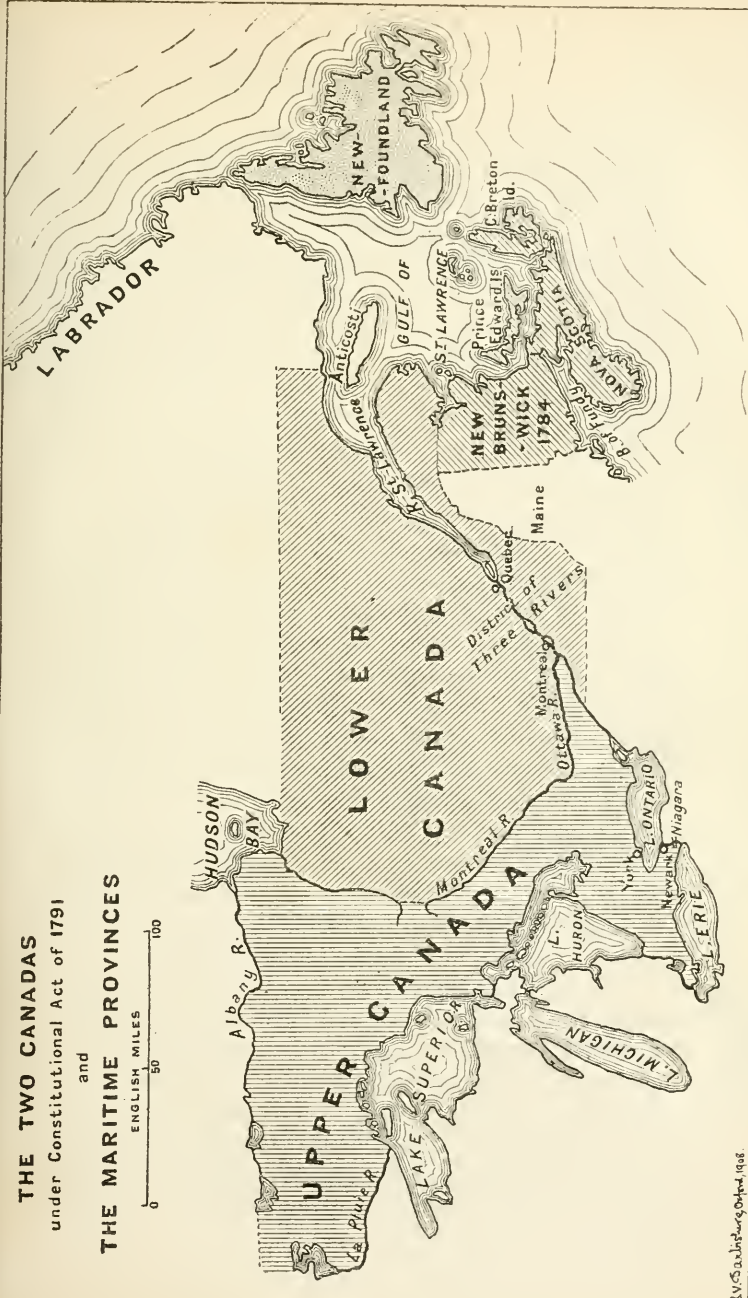 THE TWO CANADAS
under Constitutional Act of 1791
and
THE MARITIME PROVINCES
ENGLISH MILES
0 50 100
LABRADOR
NEW-
-FOUNDLAND
HUDSON
BAY
Albany R.
UPPER CANADA
La Pluie R.
LAKE SUPERIOR
L. MICHIGAN
L.
HURON
L. ERIE
L. ONTARIO
York
Newark
Niagara
Montreal R.
Ottawa R.
Montreal
LOWER
CANADA
District of
Three Rivers
Quebec
R. St. Lawrence
Anticosti
GULF OF
ST LAWRENCE
Prince
Edward Is
C. Breton
Id.
NEW
BRUNS-
-WICK
1784
NOVA SCOTIA
B. of Fundy
Maine
Oxford, 1908.